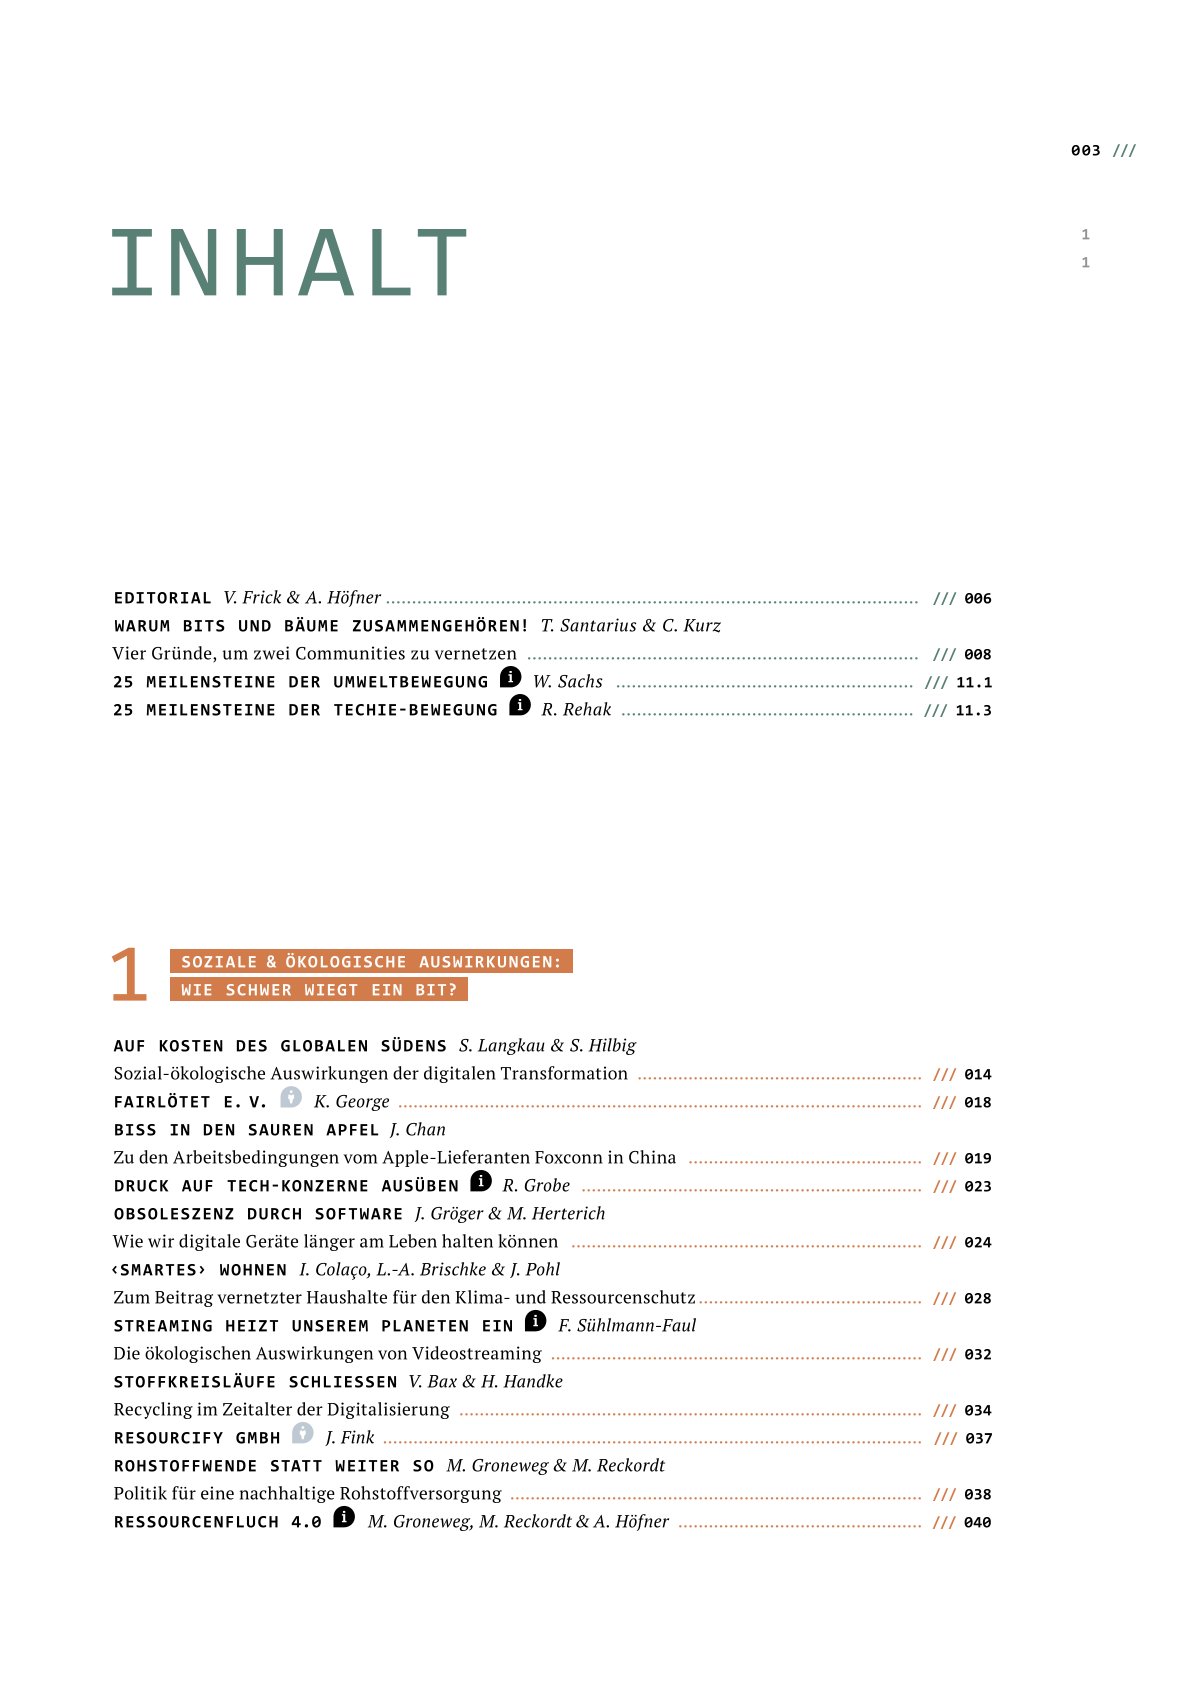 003 ///
INHALT
1
1
EDITORIAL V. Frick & A. Höfner /// 006
WARUM BITS UND BÄUME ZUSAMMENGEHÖREN! T. Santarius & C. Kurz
Vier Gründe, um zwei Communities zu vernetzen /// 008
25 MEILENSTEINE DER UMWELTBEWEGUNG i W. Sachs /// 11.1
25 MEILENSTEINE DER TECHIE-BEWEGUNG i R. Rehak /// 11.3
1 SOZIALE & ÖKOLOGISCHE AUSWIRKUNGEN:
WIE SCHWER WIEGT EIN BIT?
AUF KOSTEN DES GLOBALEN SÜDENS S. Langkau & S. Hilbig
Sozial-ökologische Auswirkungen der digitalen Transformation /// 014
FAIRLÖTET E. V. K. George /// 018
BISS IN DEN SAUREN APFEL J. Chan
Zu den Arbeitsbedingungen vom Apple-Lieferanten Foxconn in China /// 019
DRUCK AUF TECH-KONZERNE AUSÜBEN i R. Grobe /// 023
OBSOLESZENZ DURCH SOFTWARE J. Gröger & M. Herterich
Wie wir digitale Geräte länger am Leben halten können /// 024
‹SMARTES› WOHNEN I. Colaço, L.-A. Brischke & J. Pohl
Zum Beitrag vernetzter Haushalte für den Klima- und Ressourcenschutz /// 028
STREAMING HEIZT UNSEREM PLANETEN EIN i F. Sühlmann-Faul
Die ökologischen Auswirkungen von Videostreaming /// 032
STOFFKREISLÄUFE SCHLIESSEN V. Bax & H. Handke
Recycling im Zeitalter der Digitalisierung /// 034
RESOURCIFY GMBH J. Fink /// 037
ROHSTOFFWENDE STATT WEITER SO M. Groneweg & M. Reckordt
Politik für eine nachhaltige Rohstoffversorgung /// 038
RESSOURCENFLUCH 4.0 i M. Groneweg, M. Reckordt & A. Höfner /// 040